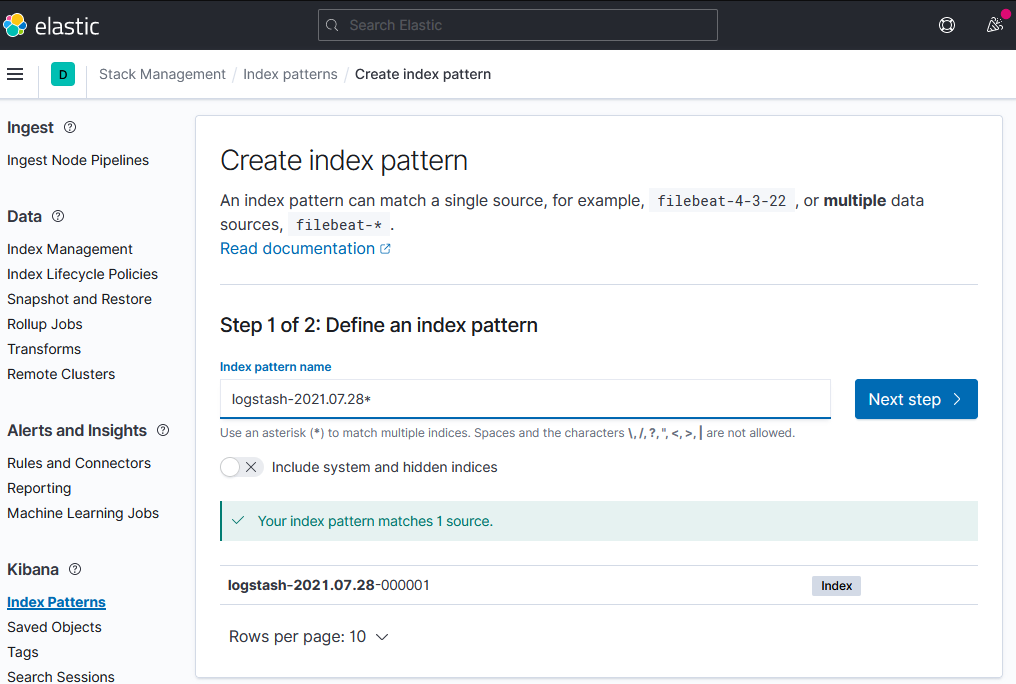 elastic
Search Elastic
D
Stack Management / Index patterns / Create index pattern
Ingest
Ingest Node Pipelines
Data
Index Management
Index Lifecycle Policies
Snapshot and Restore
Rollup Jobs
Transforms
Remote Clusters
Alerts and Insights
Rules and Connectors
Reporting
Machine Learning Jobs
Kibana
Index Patterns
Saved Objects
Tags
Search Sessions
Create index pattern
An index pattern can match a single source, for example, filebeat-4-3-22 , or multiple data
sources, filebeat-* .
Read documentation
Step 1 of 2: Define an index pattern
Index pattern name
logstash-2021.07.28*
Next step
Use an asterisk (*) to match multiple indices. Spaces and the characters \, /, ?, ", <, >, | are not allowed.
Include system and hidden indices
Your index pattern matches 1 source.
logstash-2021.07.28-000001 Index
Rows per page: 10